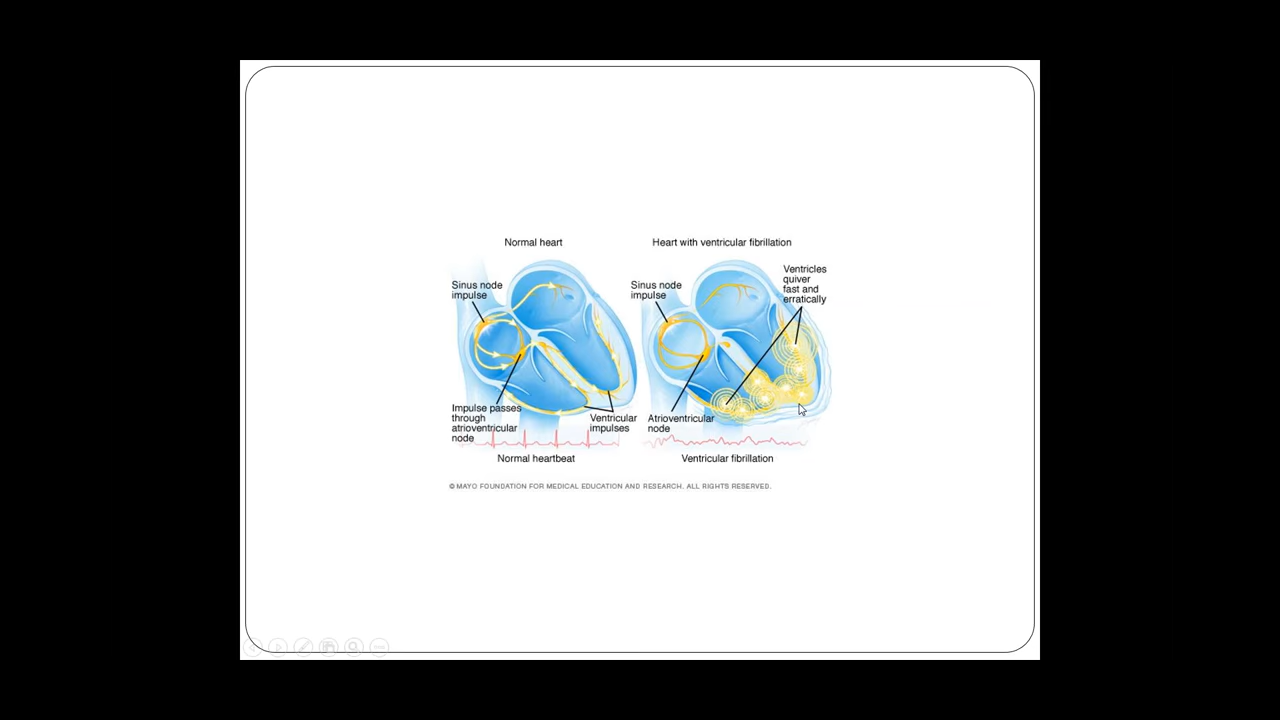 Normal heart
Sinus node
impulse
Impulse passes
through
atrioventricular
node
Ventricular
impulses
Normal heartbeat
Heart with ventricular fibrillation
Sinus node
impulse
Ventricles
quiver
fast and
erratically
Atrioventricular
node
Ventricular fibrillation
© MAYO FOUNDATION FOR MEDICAL EDUCATION AND RESEARCH. ALL RIGHTS RESERVED.